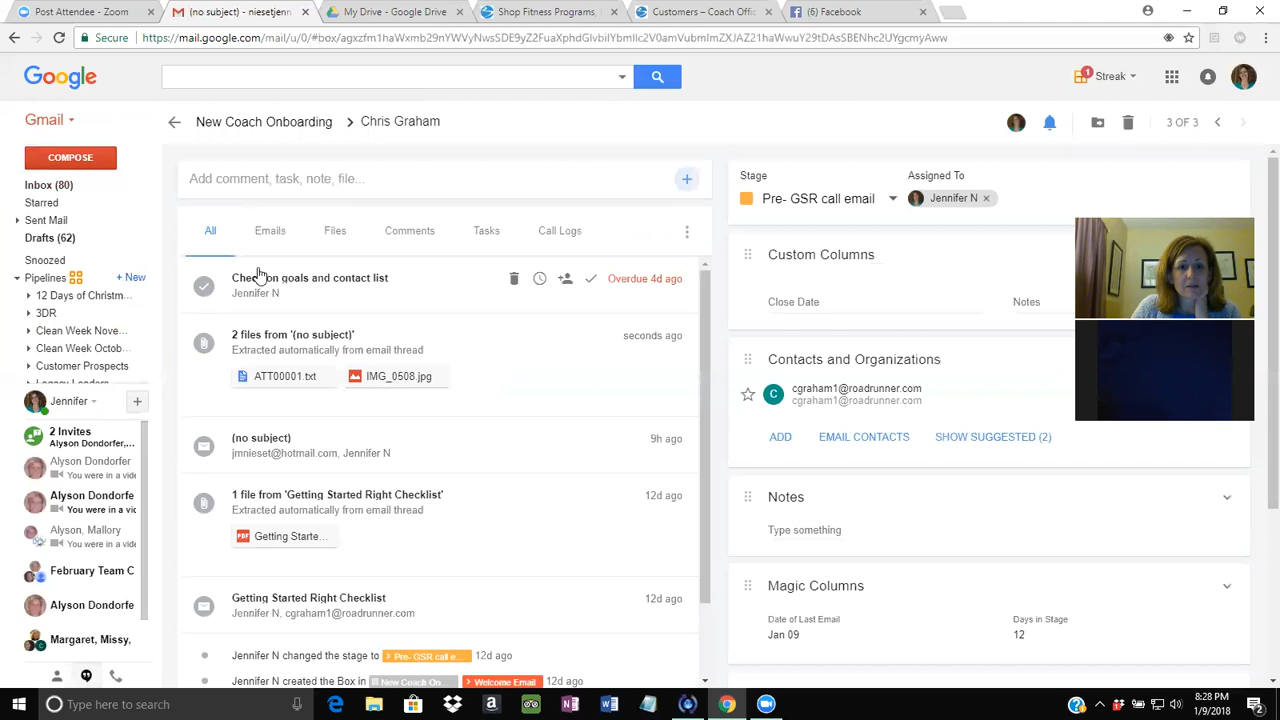 Post Attendee - Zoom
(no subject) - niesetjenn
My Drive - Google Drive
Shop Fitness Programs,
Customers – Coach Offic
(6) Facebook
Secure
https://mail.google.com/mail/u/0/#box/
Google
1
Streak
Gmail
New Coach Onboarding
Chris Graham
3 OF 3
COMPOSE
Inbox (80)
Starred
Sent Mail
Drafts (62)
Snoozed
Pipelines
+ New
12 Days of Christm...
3DR
Clean Week Nove...
Clean Week Octob...
Customer Prospects
Jennifer
2 Invites
Alyson Dondorfer,...
Alyson Dondorfer
You were in a vide
Alyson Dondorfe
You were in a vic
Alyson, Mallory
You were in a vide
February Team C
Alyson Dondorfe
Margaret, Missy,
Add comment, task, note, file...
All
Emails
Files
Comments
Tasks
Call Logs
Check on goals and contact list
Jennifer N
Overdue 4d ago
2 files from '(no subject)'
Extracted automatically from email thread
seconds ago
ATT00001.txt
IMG_0508.jpg
(no subject)
jmnieset@hotmail.com, Jennifer N
9h ago
1 file from 'Getting Started Right Checklist'
Extracted automatically from email thread
12d ago
PDF
Getting Starte...
Getting Started Right Checklist
Jennifer N, cgraham1@roadrunner.com
12d ago
Jennifer N changed the stage to
Pre- GSR call e...
12d ago
Jennifer N created the Box in
New Coach On...
Welcome Email
12d ago
Stage
Assigned To
Pre- GSR call email
Jennifer N
Custom Columns
Close Date
Notes
Contacts and Organizations
C
cgraham1@roadrunner.com
cgraham1@roadrunner.com
ADD
EMAIL CONTACTS
SHOW SUGGESTED (2)
Notes
Type something
Magic Columns
Date of Last Email
Days in Stage
Jan 09
12
Type here to search
8:28 PM
1/9/2018